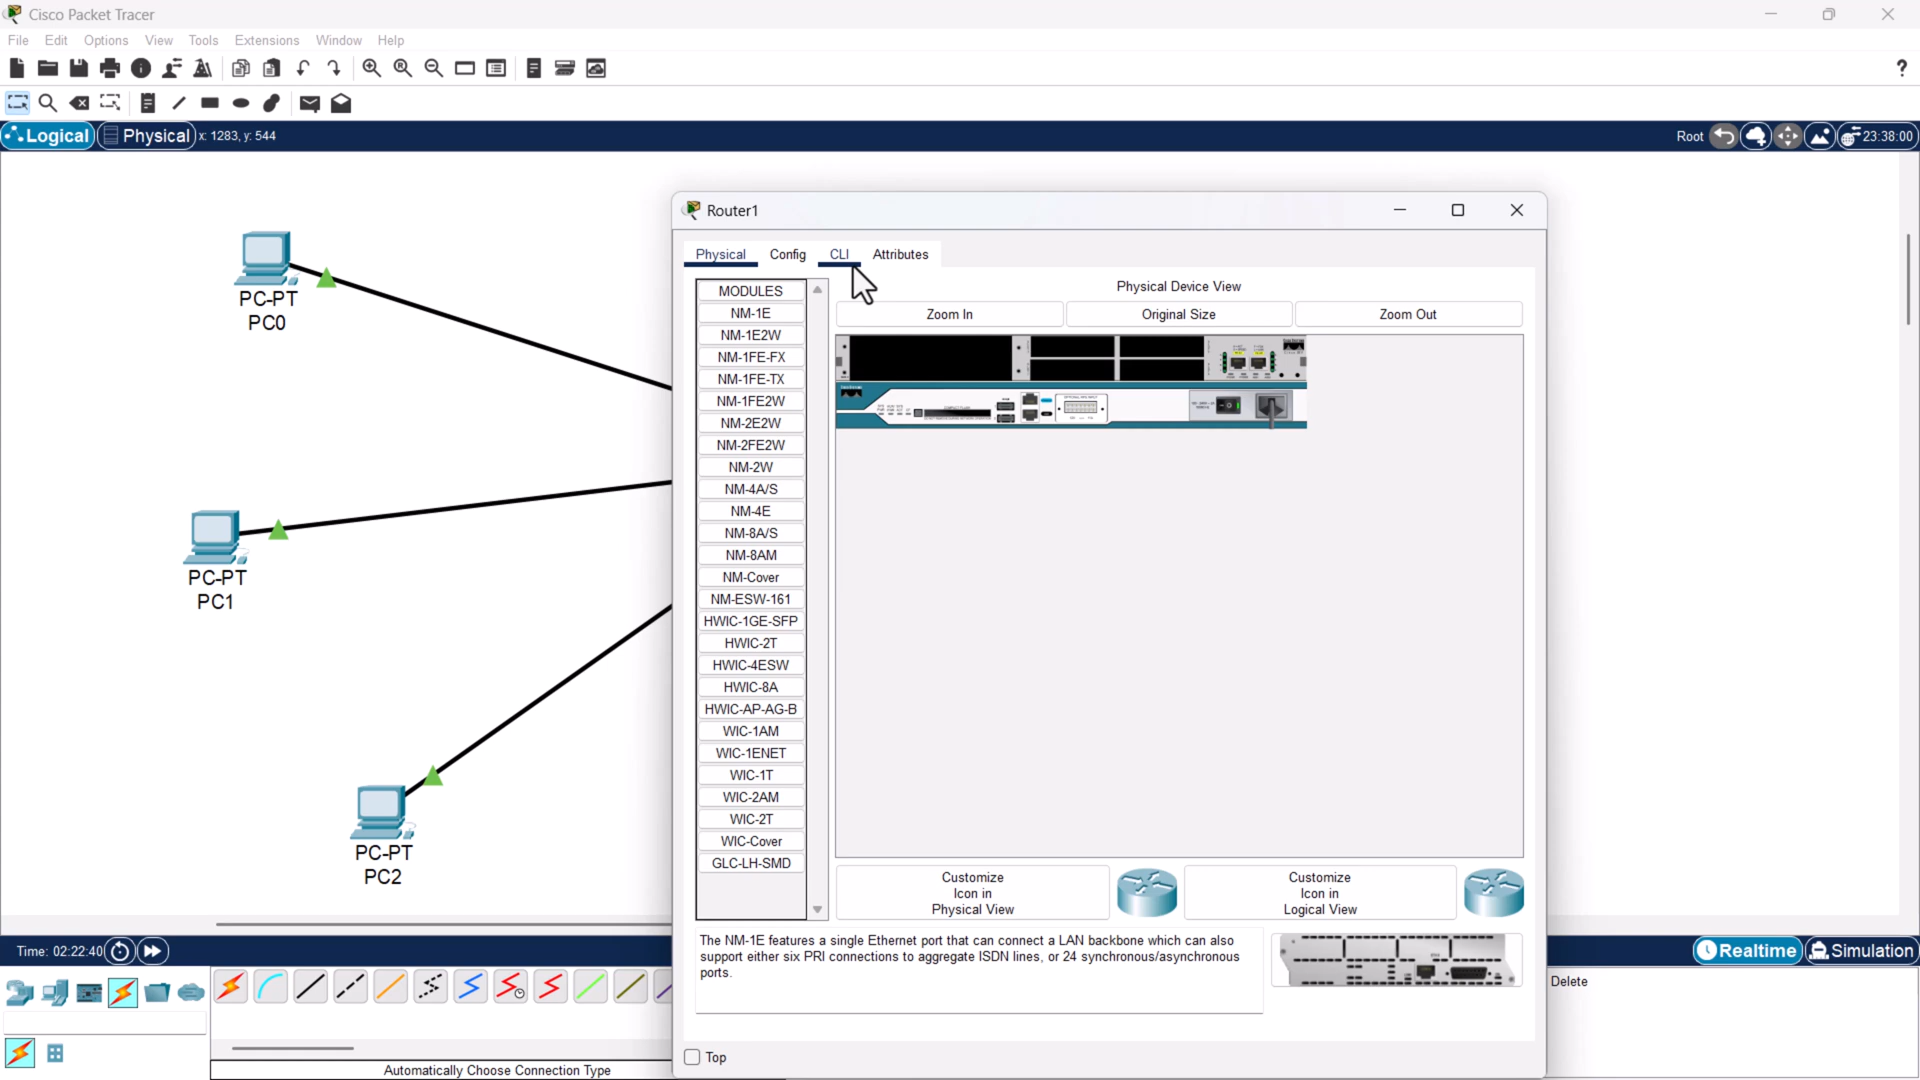 Cisco Packet Tracer
File Edit Options View Tools Extensions Window Help
?
Logical Physical x: 1283, y: 544 Root 23:38:00
Router1
Physical Config CLI Attributes
MODULES
NM-1E
NM-1E2W
NM-1FE-FX
NM-1FE-TX
NM-1FE2W
NM-2E2W
NM-2FE2W
NM-2W
NM-4A/S
NM-4E
NM-8A/S
NM-8AM
NM-Cover
NM-ESW-161
HWIC-1GE-SFP
HWIC-2T
HWIC-4ESW
HWIC-8A
HWIC-AP-AG-B
WIC-1AM
WIC-1ENET
WIC-1T
WIC-2AM
WIC-2T
WIC-Cover
GLC-LH-SMD
Physical Device View
Zoom In Original Size Zoom Out
PC-PT
PC0
PC-PT
PC1
PC-PT
PC2
Customize
Icon in
Physical View
Customize
Icon in
Logical View
The NM-1E features a single Ethernet port that can connect a LAN backbone which can also
support either six PRI connections to aggregate ISDN lines, or 24 synchronous/asynchronous
ports.
Top
Time: 02:22:40 Realtime Simulation
Delete
Automatically Choose Connection Type